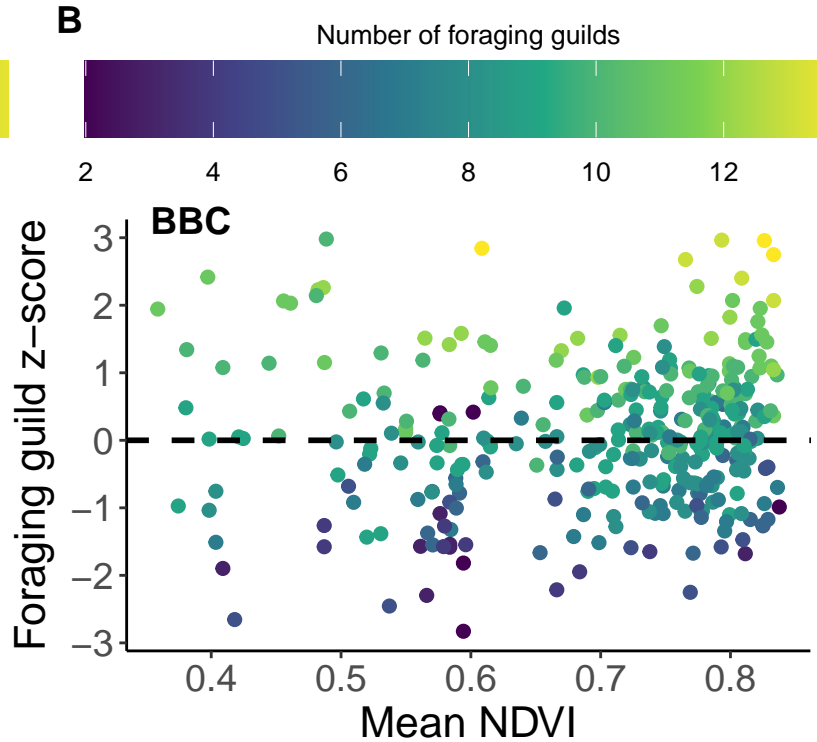 B
Number of foraging guilds
2 4 6 8 10 12
BBC
Foraging guild z−score
3
2
1
0
−1
−2
−3
0.4 0.5 0.6 0.7 0.8
Mean NDVI